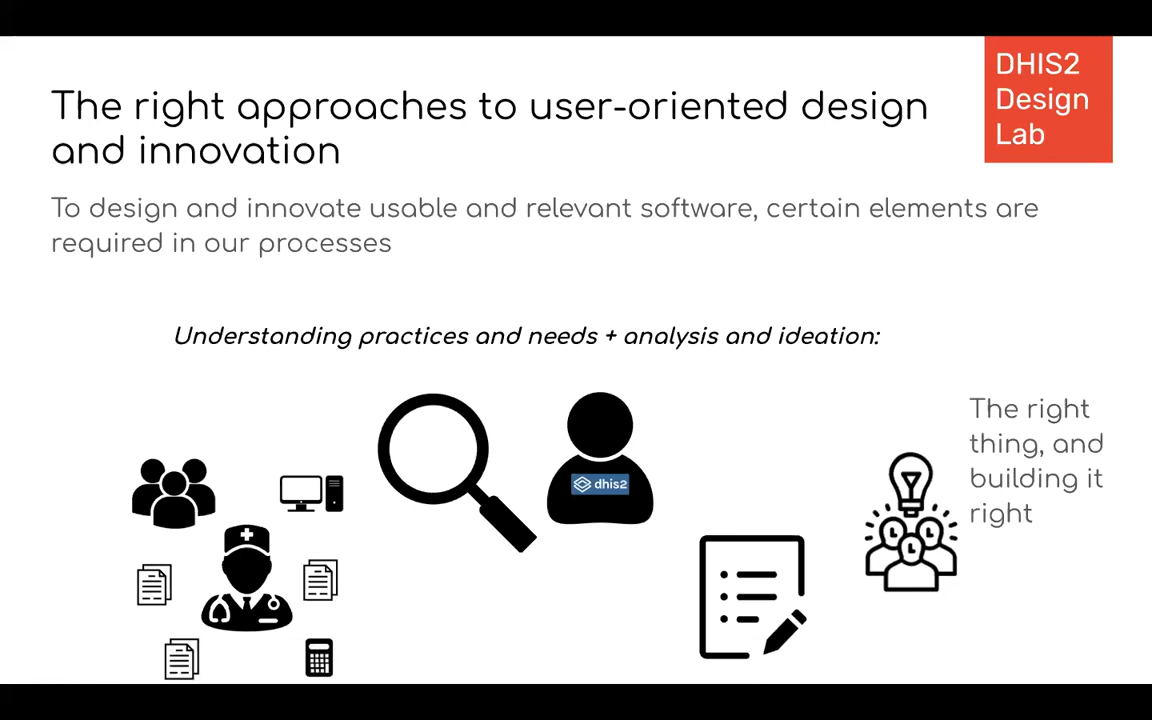 DHIS2
Design
Lab
The right approaches to user-oriented design
and innovation
To design and innovate usable and relevant software, certain elements are
required in our processes
Understanding practices and needs + analysis and ideation:
dhis2
The right
thing, and
building it
right